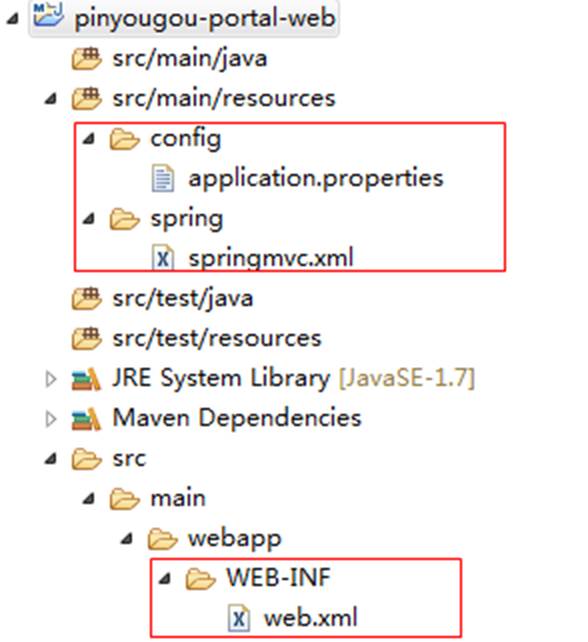 pinyougou-portal-web
src/main/java
src/main/resources
config
application.properties
spring
springmvc.xml
src/test/java
src/test/resources
JRE System Library [JavaSE-1.7]
Maven Dependencies
src
main
webapp
WEB-INF
web.xml